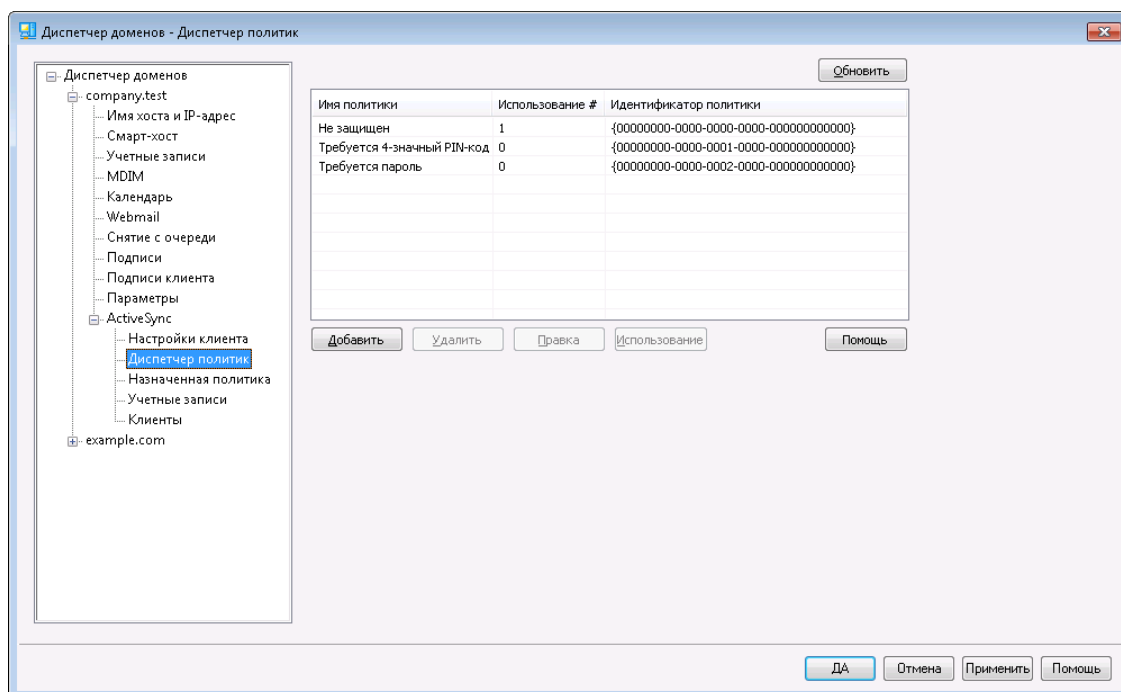 Диспетчер доменов - Диспетчер политик
Диспетчер доменов
company.test
Имя хоста и IP-адрес
Смарт-хост
Учетные записи
MDIM
Календарь
Webmail
Снятие с очереди
Подписи
Подписи клиента
Параметры
ActiveSync
Настройки клиента
Диспетчер политик
Назначенная политика
Учетные записи
Клиенты
example.com
Обновить
Имя политики Использование # Идентификатор политики
Не защищен 1 {00000000-0000-0000-0000-000000000000}
Требуется 4-значный PIN-код 0 {00000000-0000-0001-0000-000000000000}
Требуется пароль 0 {00000000-0000-0002-0000-000000000000}
Добавить Удалить Правка Использование Помощь
ДА Отмена Применить Помощь